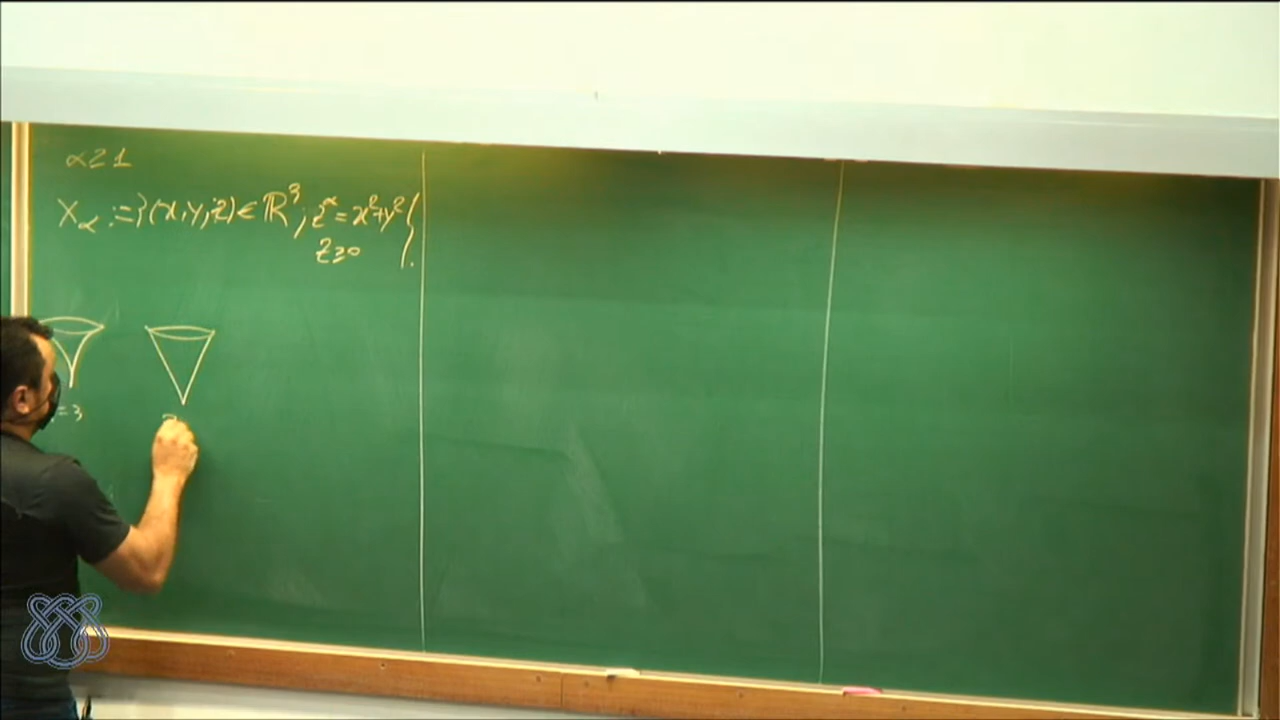 α≥1
X_α := {(x,y,z) ∈ ℝ³; z^α = x²+y²}.
z≥0
=3